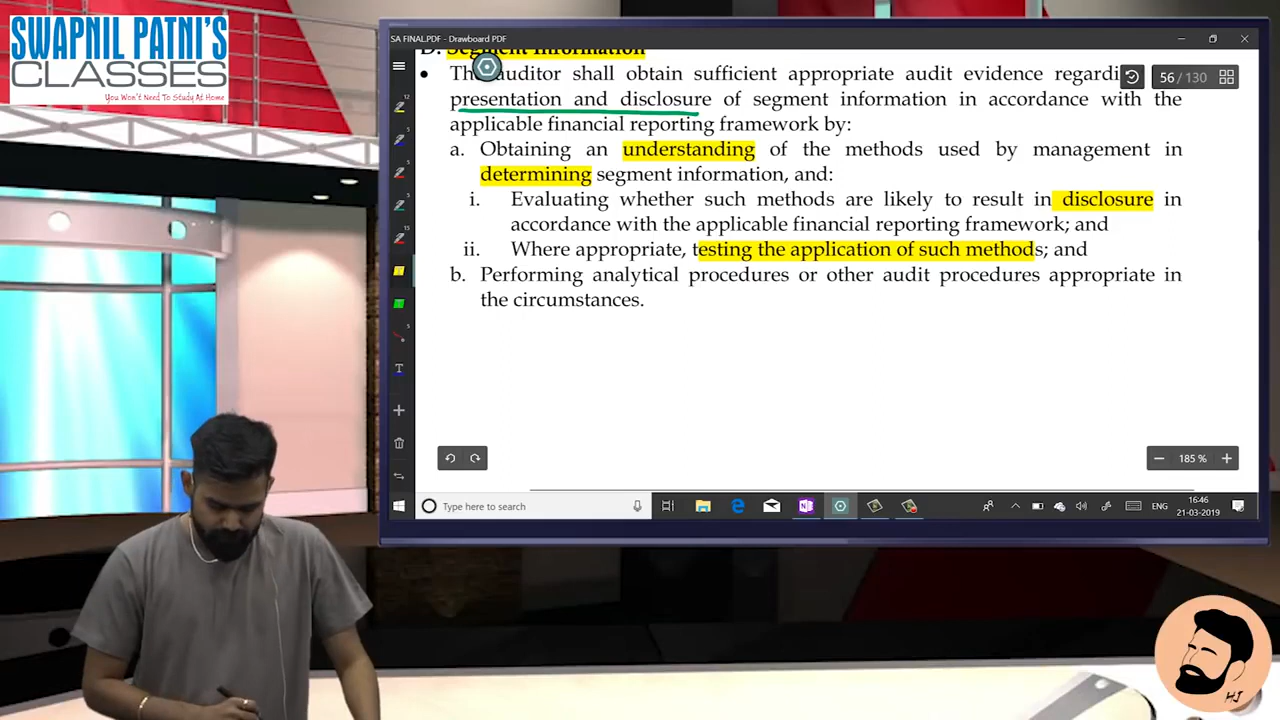 SWAPNIL PATNI'S
CLASSES
You Won't Need To Study At Home
SA FINAL.PDF - Drawboard PDF
D. Segment Information
56 / 130
• The auditor shall obtain sufficient appropriate audit evidence
presentation and disclosure of segment information in accordance with the
applicable financial reporting framework by:
a. Obtaining an understanding of the methods used by management in
determining segment information, and:
i. Evaluating whether such methods are likely to result in disclosure in
accordance with the applicable financial reporting framework; and
ii. Where appropriate, testing the application of such methods; and
b. Performing analytical procedures or other audit procedures appropriate in
the circumstances.
185 %
Type here to search
ENG
16:46
21-03-2019
HJ